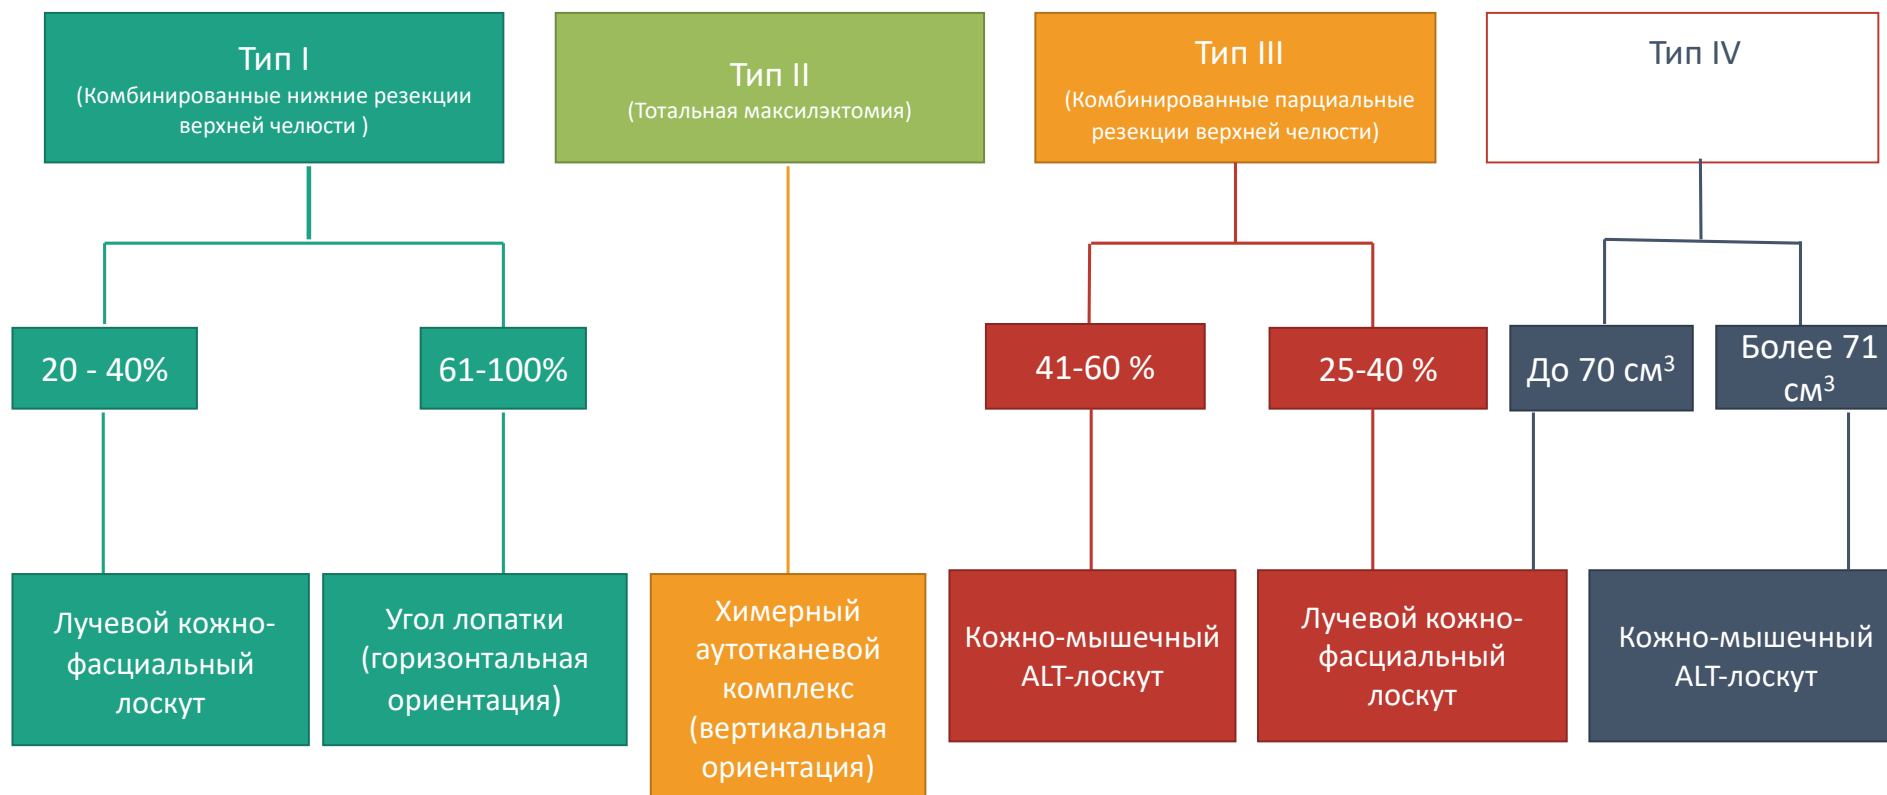 Тип I
(Комбинированные нижние резекции
верхней челюсти )
Тип II
(Тотальная максилэктомия)
Тип III
(Комбинированные парциальные
резекции верхней челюсти)
Тип IV
20 - 40%
61-100%
41-60 %
25-40 %
До 70 см³
Более 71
см³
Лучевой кожно-
фасциальный
лоскут
Угол лопатки
(горизонтальная
ориентация)
Химерный
аутотканевой
комплекс
(вертикальная
ориентация)
Кожно-мышечный
ALT-лоскут
Лучевой кожно-
фасциальный
лоскут
Кожно-мышечный
ALT-лоскут